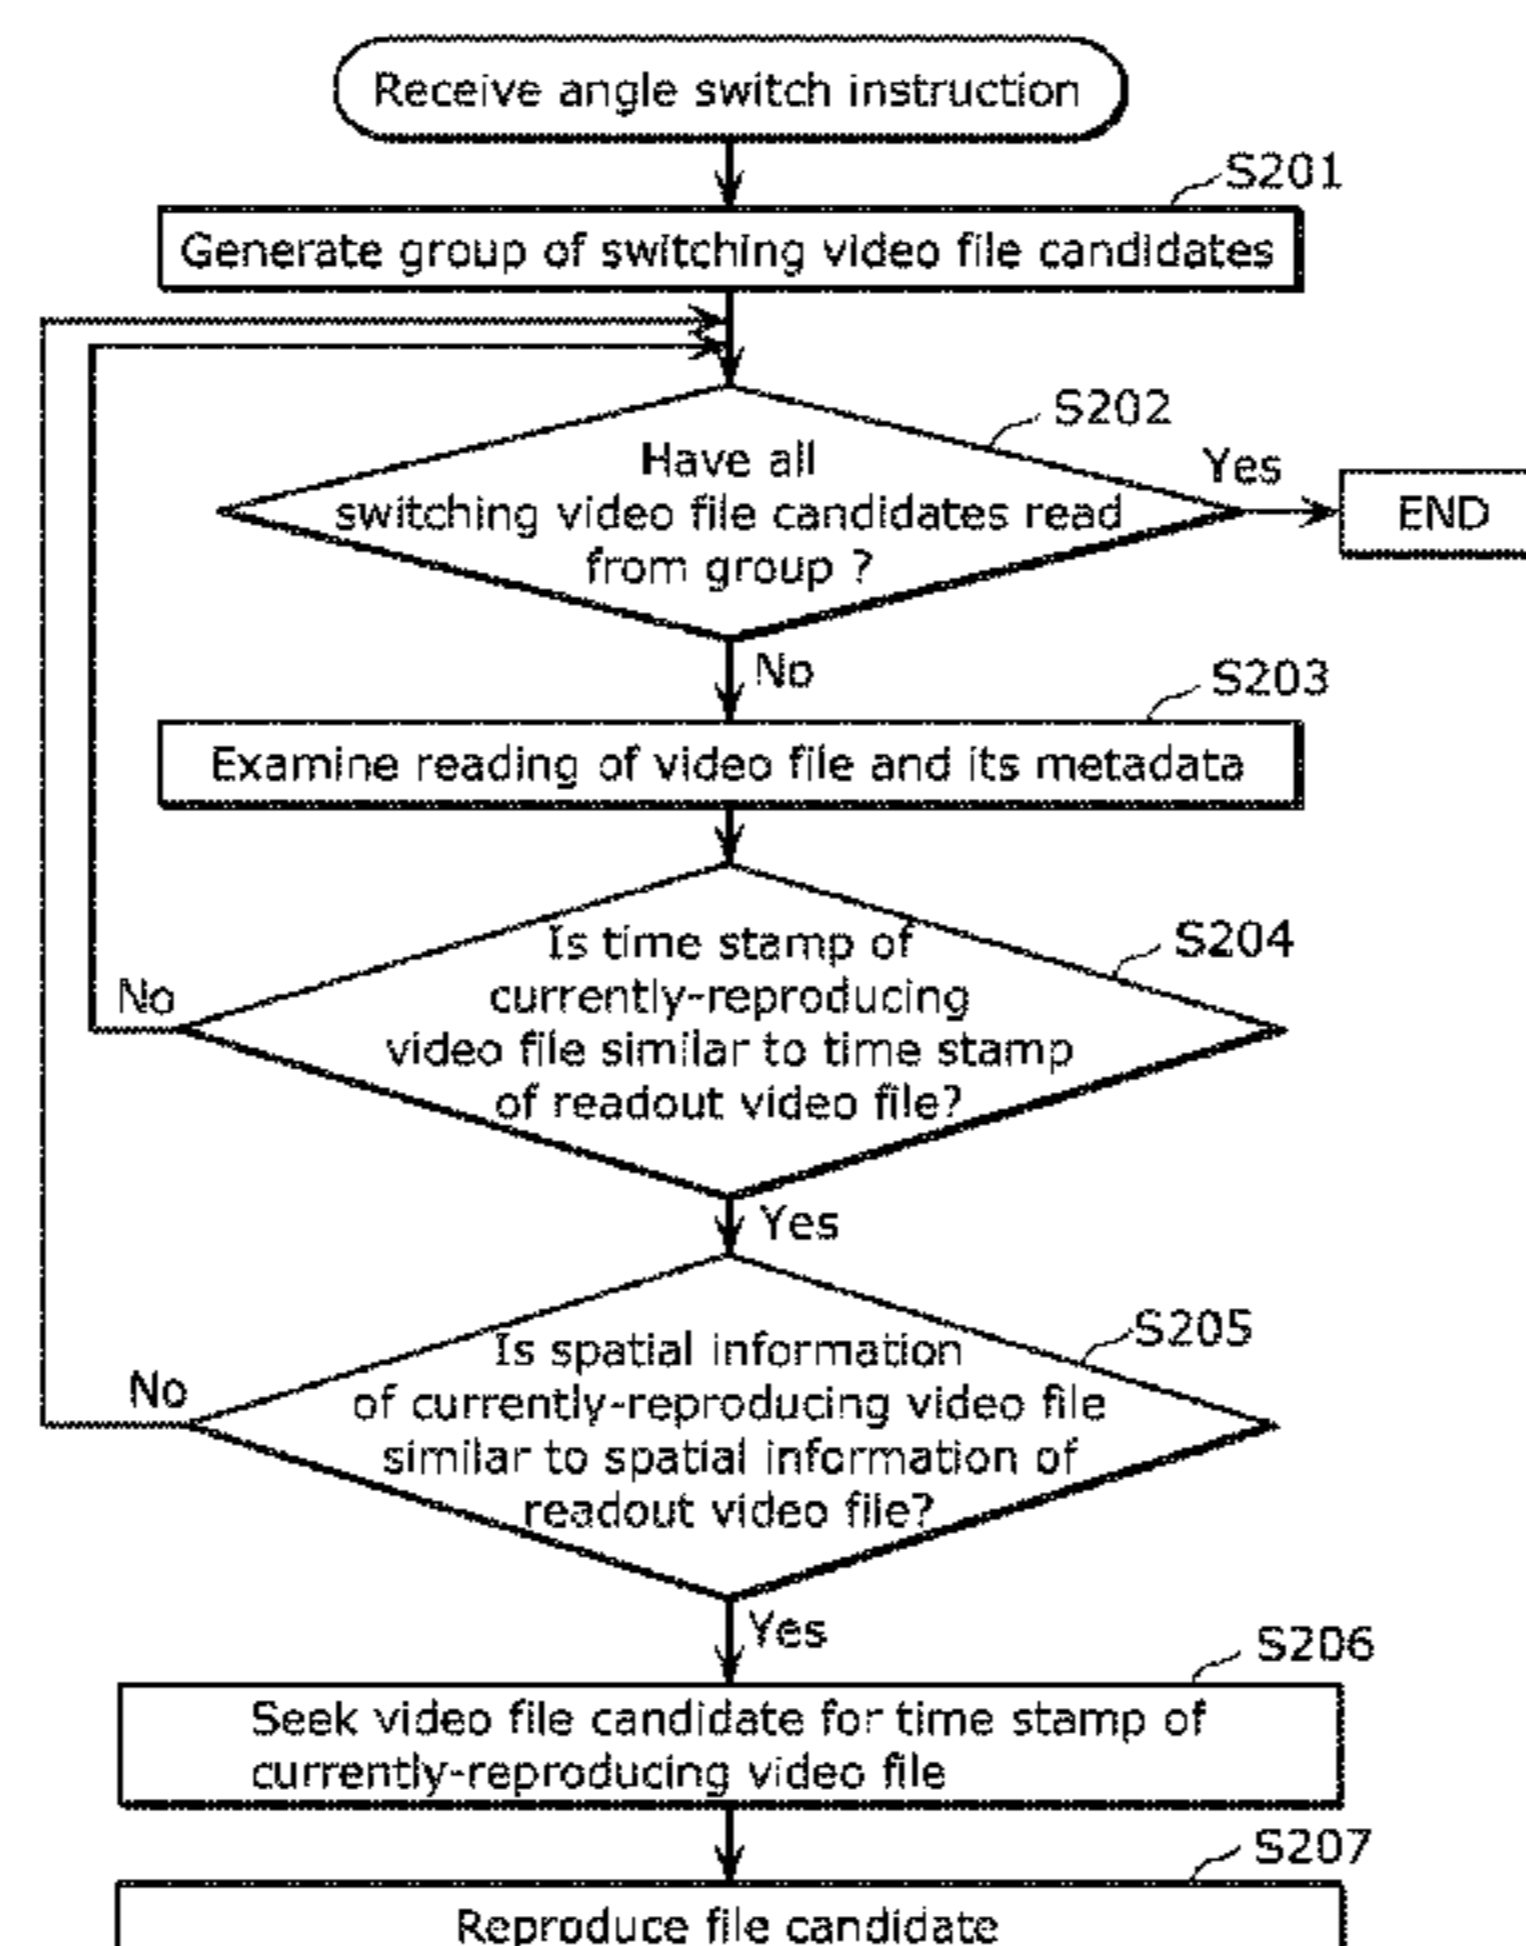 Receive angle switch instruction
S201
Generate group of switching video file candidates
S202
Have all
switching video file candidates read
from group ?
Yes
END
No
S203
Examine reading of video file and its metadata
S204
Is time stamp of
currently-reproducing
video file similar to time stamp
of readout video file?
No
Yes
S205
Is spatial information
of currently-reproducing video file
similar to spatial information of
readout video file?
No
Yes
S206
Seek video file candidate for time stamp of
currently-reproducing video file
S207
Reproduce file candidate